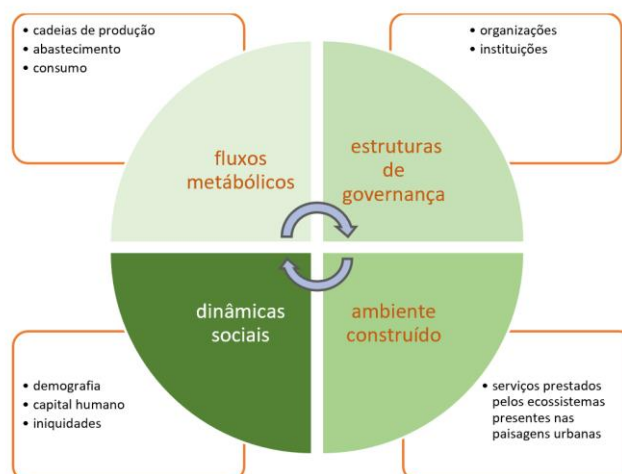 • cadeias de produção
• abastecimento
• consumo
• organizações
• instituições
fluxos
metábólicos
estruturas
de
governança
dinâmicas
sociais
ambiente
construído
• demografia
• capital humano
• iniquidades
• serviços prestados
pelos ecossistemas
presentes nas
paisagens urbanas